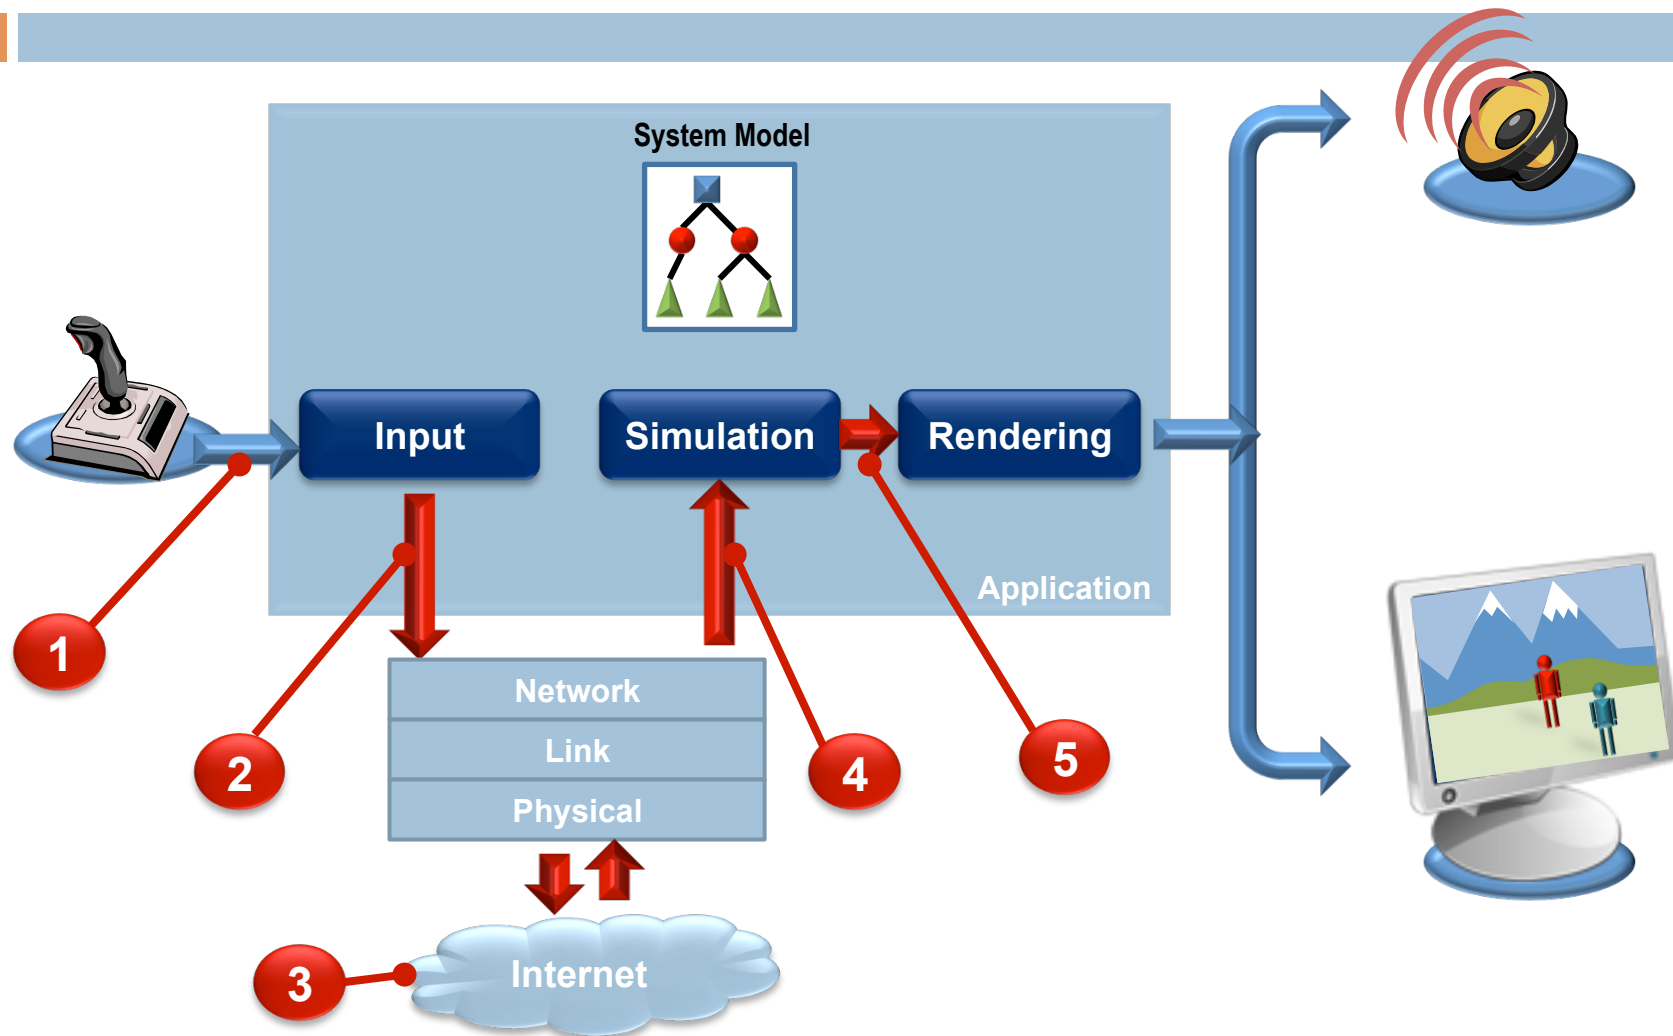 System Model
Input
Simulation
Rendering
Application
1
Network
2
Link
4
5
Physical
3
Internet